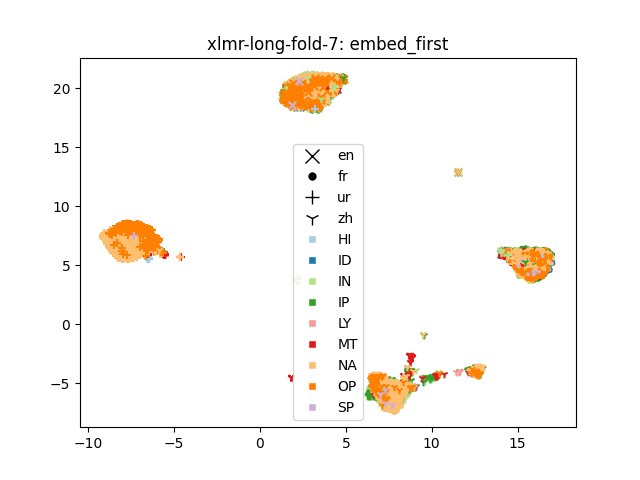 xlmr-long-fold-7: embed_first
20
15
10
5
0
−5
−10
−5
0
5
10
15
en
fr
ur
zh
HI
ID
IN
IP
LY
MT
NA
OP
SP